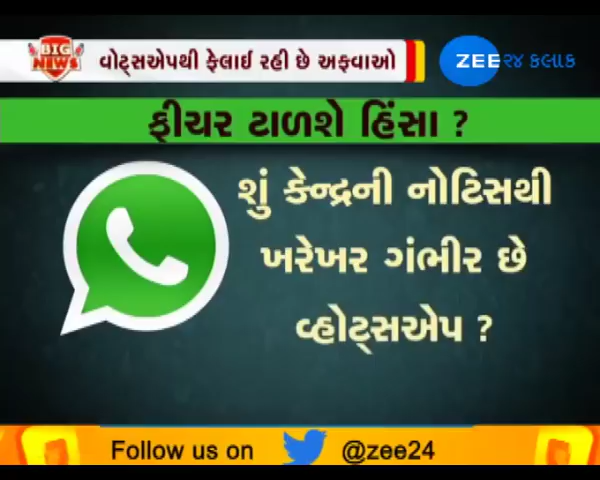 BIG NEWS
વોટ્સએપથી ફેલાઈ રહી છે અફવાઓ
ZEE ૨૪ કલાક
ફીચર ટાળશે હિંસા ?
શું કેન્દ્રની નોટિસથી
ખરેખર ગંભીર છે
વ્હોટ્સએપ ?
Follow us on @zee24